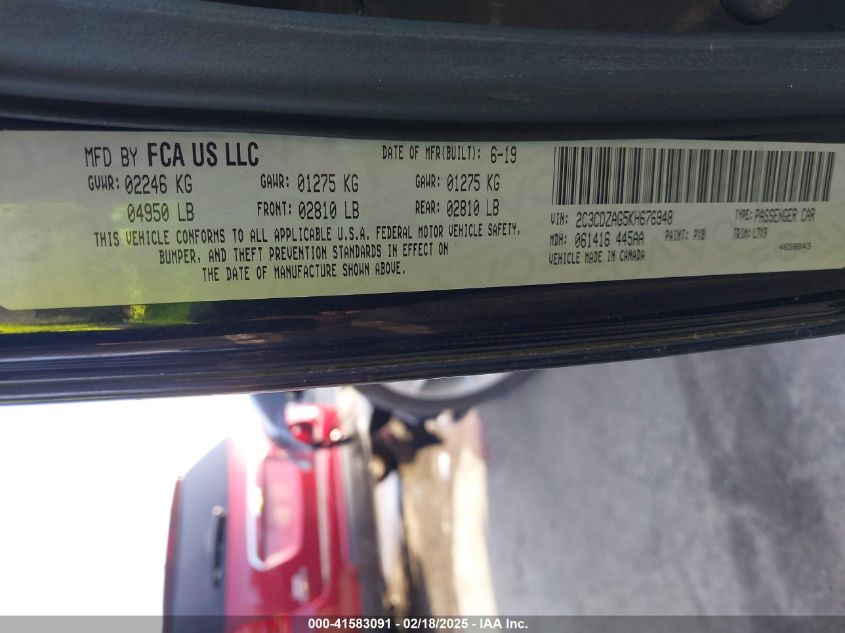 MFD BY FCA US LLC DATE OF MFR(BUILT): 6-19
GVWR: 02246 KG GAWR: 01275 KG GAWR: 01275 KG
04950 LB FRONT: 02810 LB REAR: 02810 LB
THIS VEHICLE CONFORMS TO ALL APPLICABLE U.S.A. FEDERAL MOTOR VEHICLE SAFETY,
BUMPER, AND THEFT PREVENTION STANDARDS IN EFFECT ON
THE DATE OF MANUFACTURE SHOWN ABOVE.
VIN: 2C3CDZAG5KH676948 TYPE: PASSENGER CAR
MDH: 061416 445AA PAINT: PX8 TRIM: L7X9
VEHICLE MADE IN CANADA 4658843
000-41583091 - 02/18/2025 - IAA Inc.